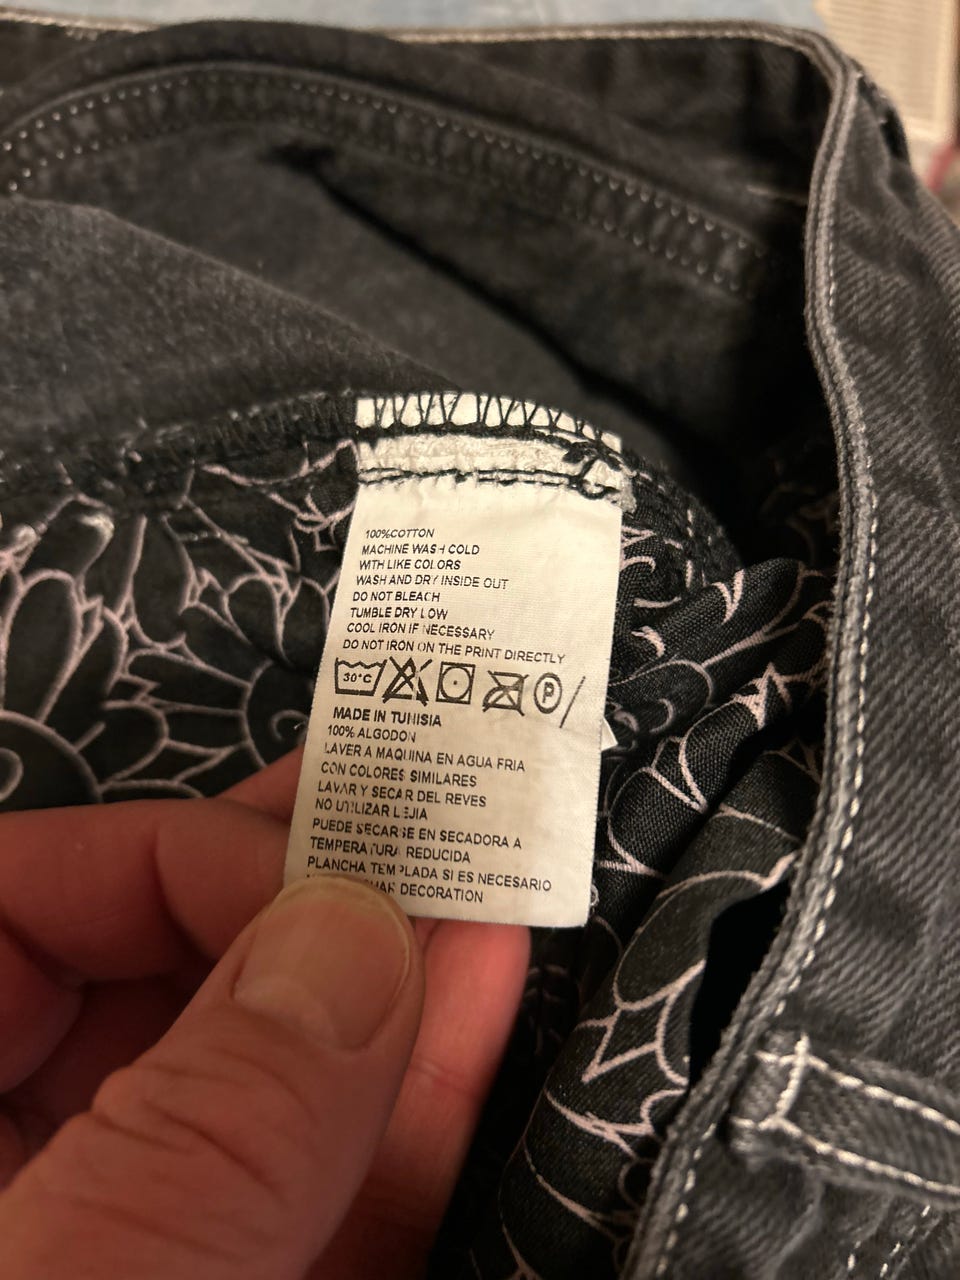 100%COTTON
MACHINE WASH COLD
WITH LIKE COLORS
WASH AND DRY INSIDE OUT
DO NOT BLEACH
TUMBLE DRY LOW
COOL IRON IF NECESSARY
DO NOT IRON ON THE PRINT DIRECTLY
30°C P
MADE IN TUNISIA
100% ALGODON
LAVER A MAQUINA EN AGUA FRIA
CON COLORES SIMILARES
LAVAR Y SECAR DEL REVES
NO UTILIZAR LEJIA
PUEDE SECARSE EN SECADORA A
TEMPERATURA REDUCIDA
PLANCHA TEMPLADA SI ES NECESARIO
DECORATION